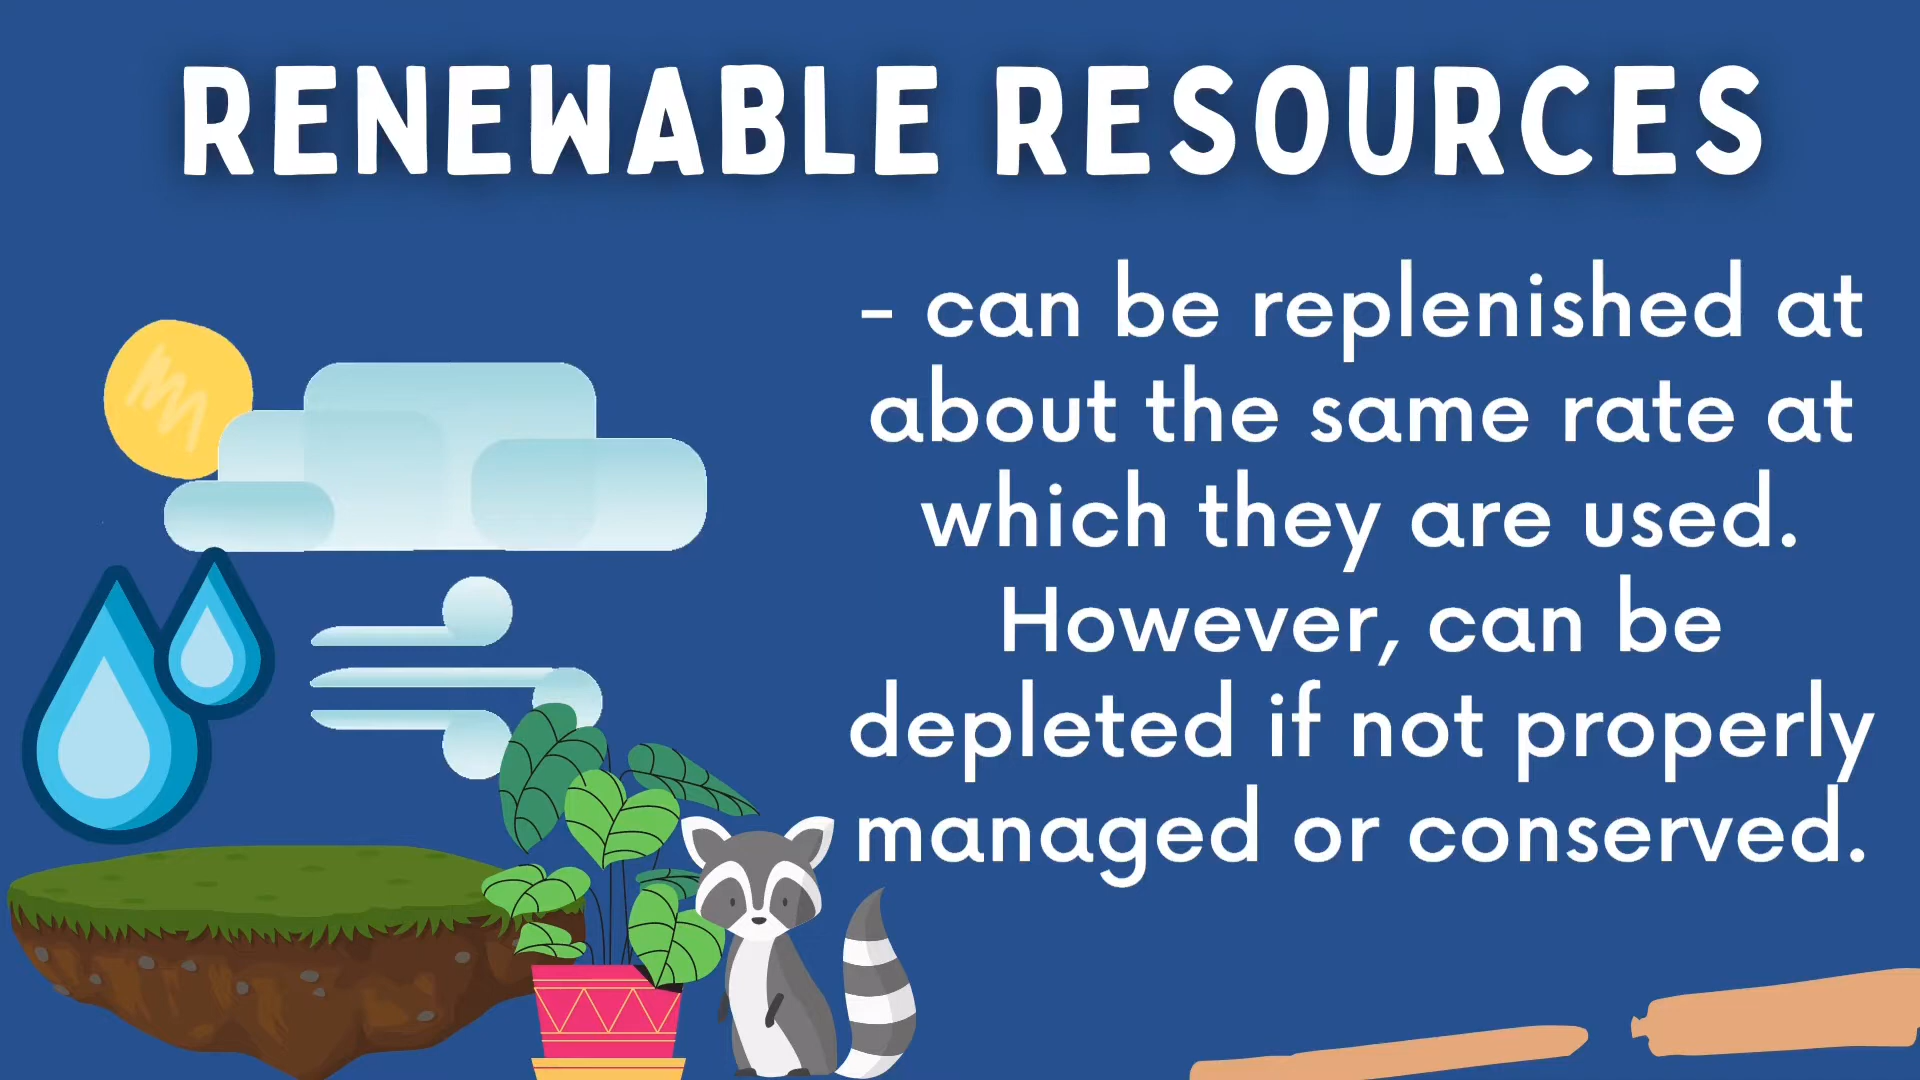 RENEWABLE RESOURCES
- can be replenished at
about the same rate at
which they are used.
However, can be
depleted if not properly
managed or conserved.